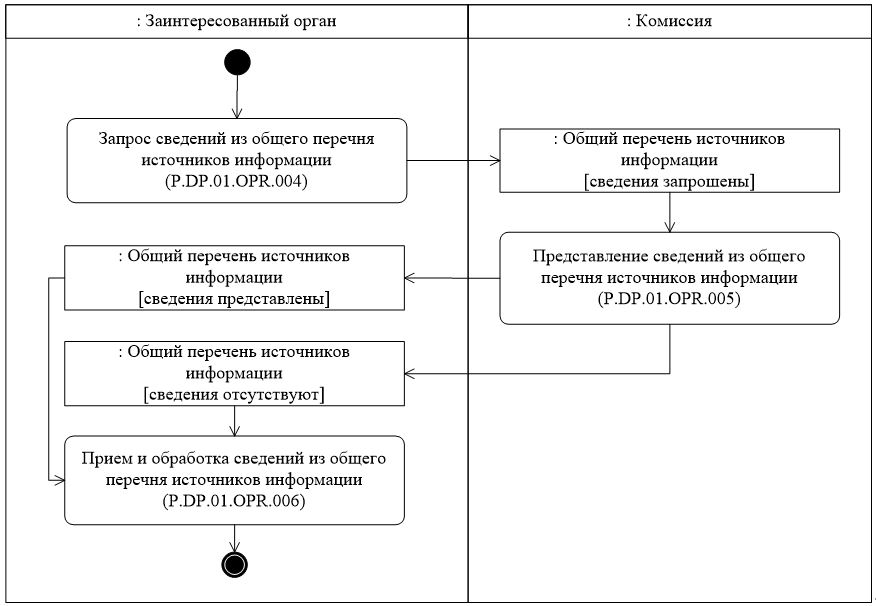 : Заинтересованный орган
: Комиссия
Запрос сведений из общего перечня
источников информации
(P.DP.01.OPR.004)
: Общий перечень источников
информации
[сведения запрошены]
Представление сведений из общего
перечня источников информации
(P.DP.01.OPR.005)
: Общий перечень источников
информации
[сведения представлены]
: Общий перечень источников
информации
[сведения отсутствуют]
Прием и обработка сведений из общего
перечня источников информации
(P.DP.01.OPR.006)